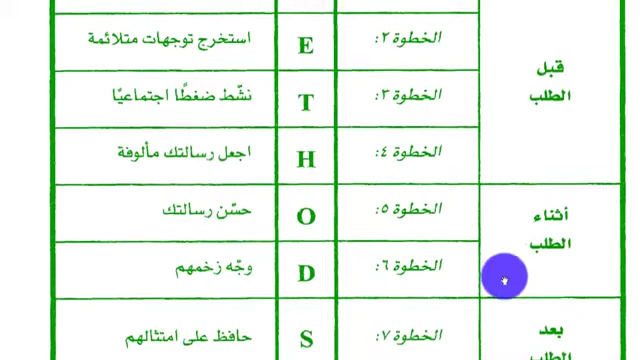 قبل
الطلب
الخطوة ٢: E استخرج توجهات متلائمة
الخطوة ٣: T نشّط ضغطًا اجتماعيًا
الخطوة ٤: H اجعل رسالتك مألوفة
أثناء
الطلب
الخطوة ٥: O حسّن رسالتك
الخطوة ٦: D وجّه زخمهم
بعد
الطلب
الخطوة ٧: S حافظ على امتثالهم